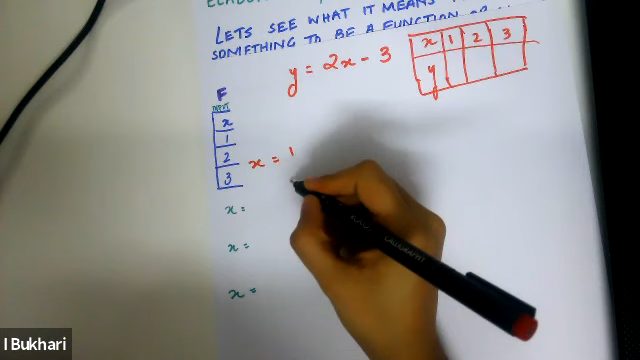 LETS SEE WHAT IT MEANS
SOMETHING TO BE A FUNCTION OF
y = 2x - 3
x 1 2 3
y
F
INPUT
x
1
2
3
x = 1
x =
x =
x =
I Bukhari